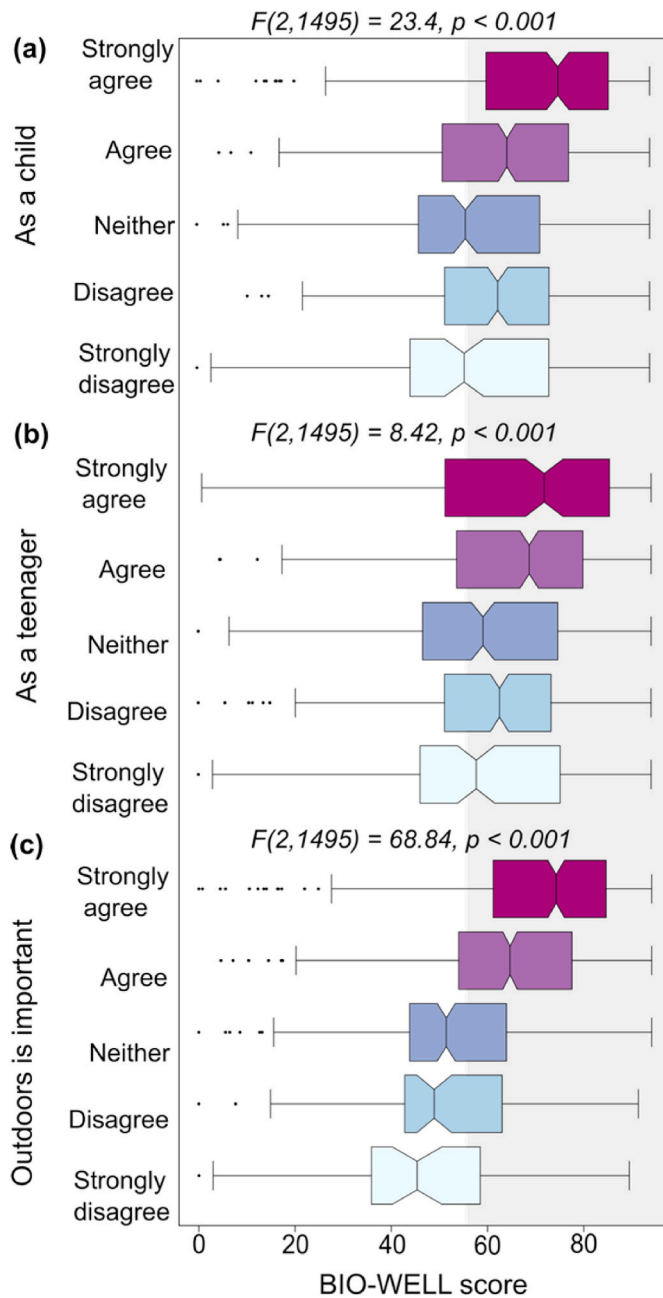 F(2,1495) = 23.4, p < 0.001
(a)
As a child
Strongly
agree
Agree
Neither
Disagree
Strongly
disagree
(b)
F(2,1495) = 8.42, p < 0.001
As a teenager
Strongly
agree
Agree
Neither
Disagree
Strongly
disagree
(c)
F(2,1495) = 68.84, p < 0.001
Outdoors is important
Strongly
agree
Agree
Neither
Disagree
Strongly
disagree
0 20 40 60 80
BIO-WELL score